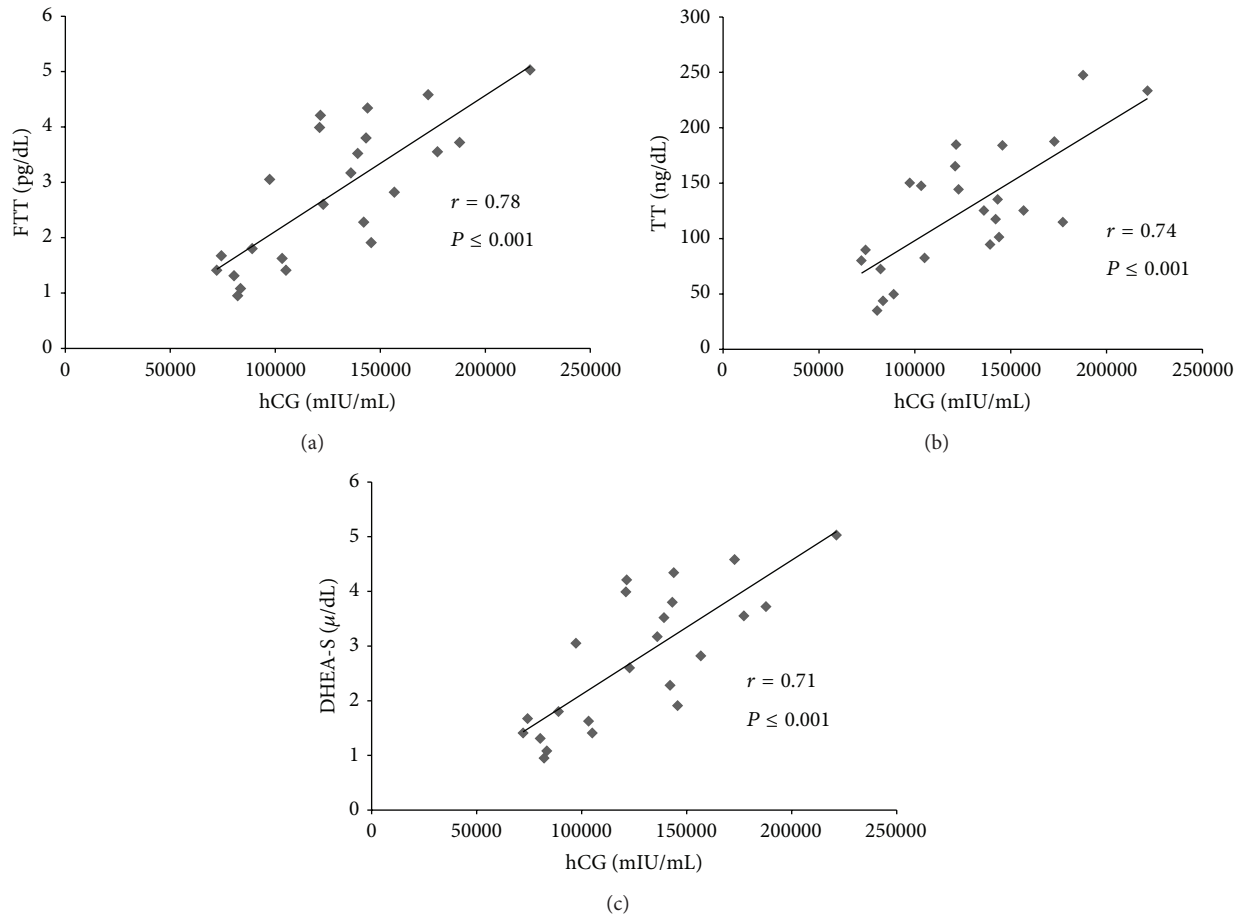 6
5
4
3
2
1
0
FTT (pg/dL)
r = 0.78
P ≤ 0.001
0 50000 100000 150000 200000 250000
hCG (mIU/mL)
(a)
300
250
200
150
100
50
0
TT (ng/dL)
r = 0.74
P ≤ 0.001
0 50000 100000 150000 200000 250000
hCG (mIU/mL)
(b)
6
5
4
3
2
1
0
DHEA-S (μ/dL)
r = 0.71
P ≤ 0.001
0 50000 100000 150000 200000 250000
hCG (mIU/mL)
(c)